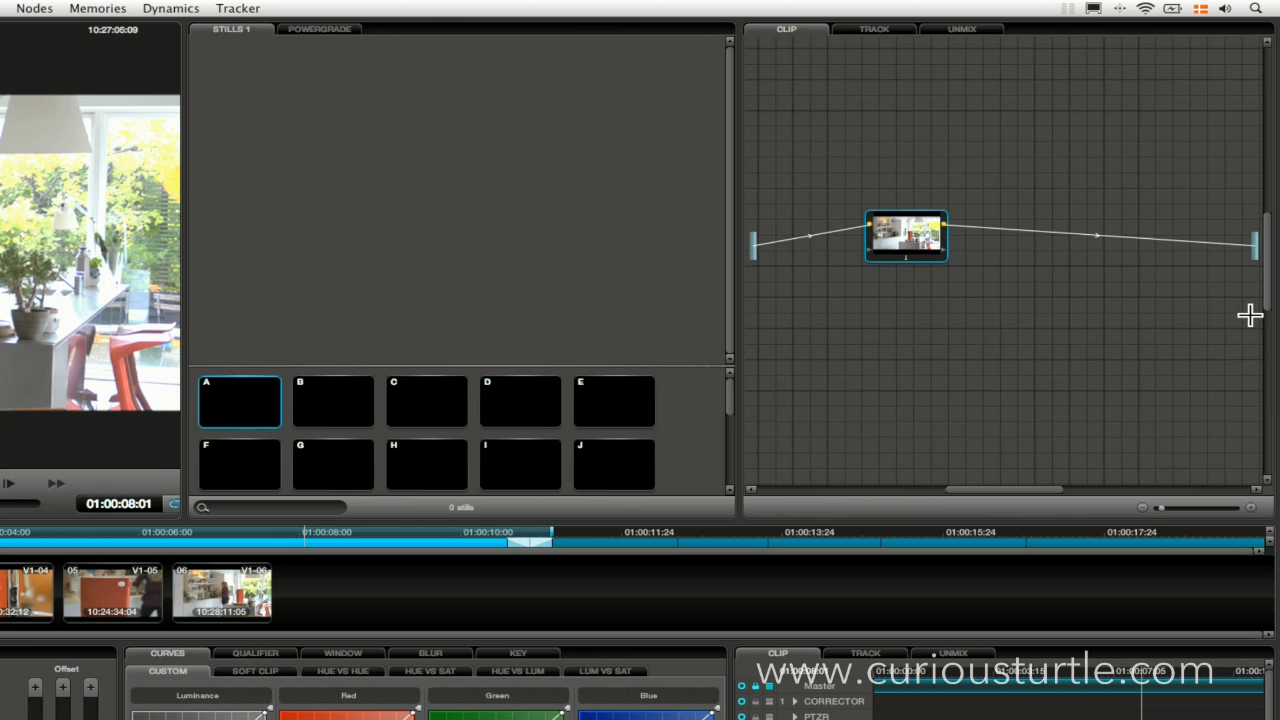 Nodes Memories Dynamics Tracker
10:27:05:09
STILLS 1 POWERGRADE
CLIP TRACK UNMIX
1
A B C D E
F G H I J
01:00:08:01
0 stills
0:04:00 01:00:06:00 01:00:08:00 01:00:10:00 01:00:11:24 01:00:13:24 01:00:15:24 01:00:17:24
V1-04 05 V1-05 06 V1-06
0:32:12 10:24:34:04 10:28:11:05
CURVES QUALIFIER WINDOW BLUR KEY
CLIP TRACK UNMIX
Offset
CUSTOM SOFT CLIP HUE VS HUE HUE VS SAT HUE VS LUM LUM VS SAT
www.curiousturtle.com
Luminance Red Green Blue
Master
1 CORRECTOR
PTZR